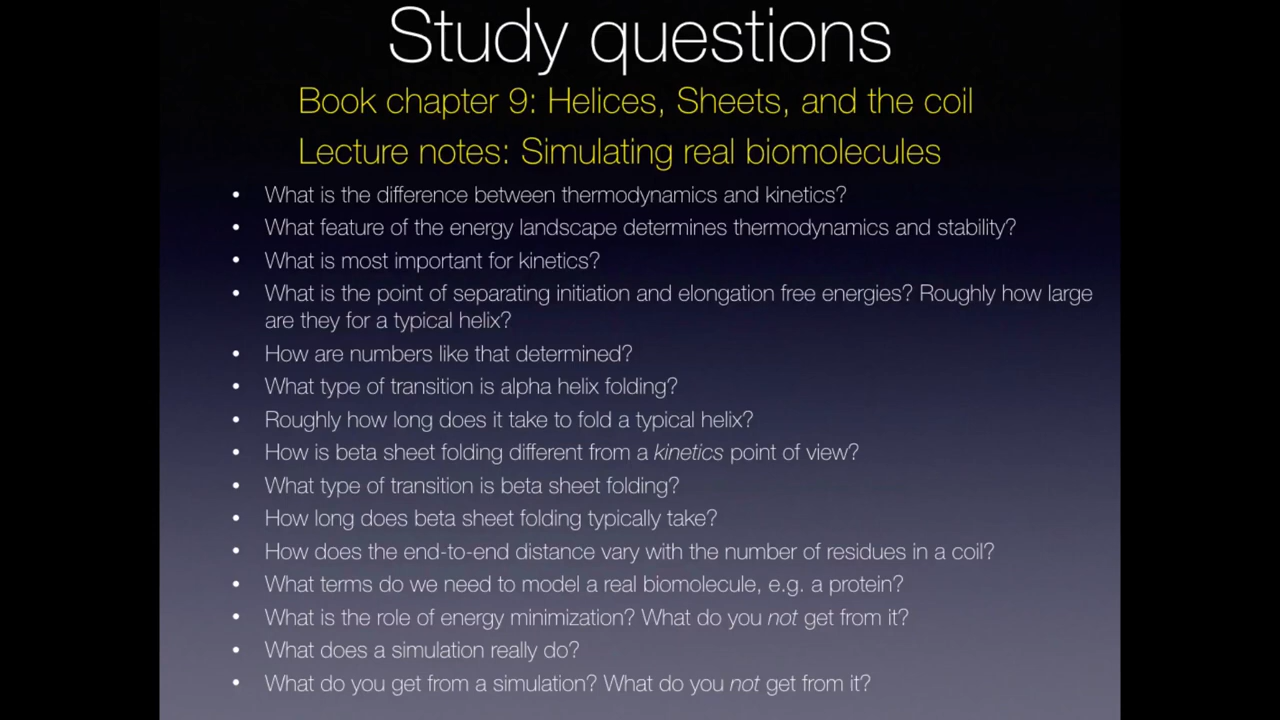 Study questions
Book chapter 9: Helices, Sheets, and the coil
Lecture notes: Simulating real biomolecules
• What is the difference between thermodynamics and kinetics?
• What feature of the energy landscape determines thermodynamics and stability?
• What is most important for kinetics?
• What is the point of separating initiation and elongation free energies? Roughly how large
are they for a typical helix?
• How are numbers like that determined?
• What type of transition is alpha helix folding?
• Roughly how long does it take to fold a typical helix?
• How is beta sheet folding different from a kinetics point of view?
• What type of transition is beta sheet folding?
• How long does beta sheet folding typically take?
• How does the end-to-end distance vary with the number of residues in a coil?
• What terms do we need to model a real biomolecule, e.g. a protein?
• What is the role of energy minimization? What do you not get from it?
• What does a simulation really do?
• What do you get from a simulation? What do you not get from it?